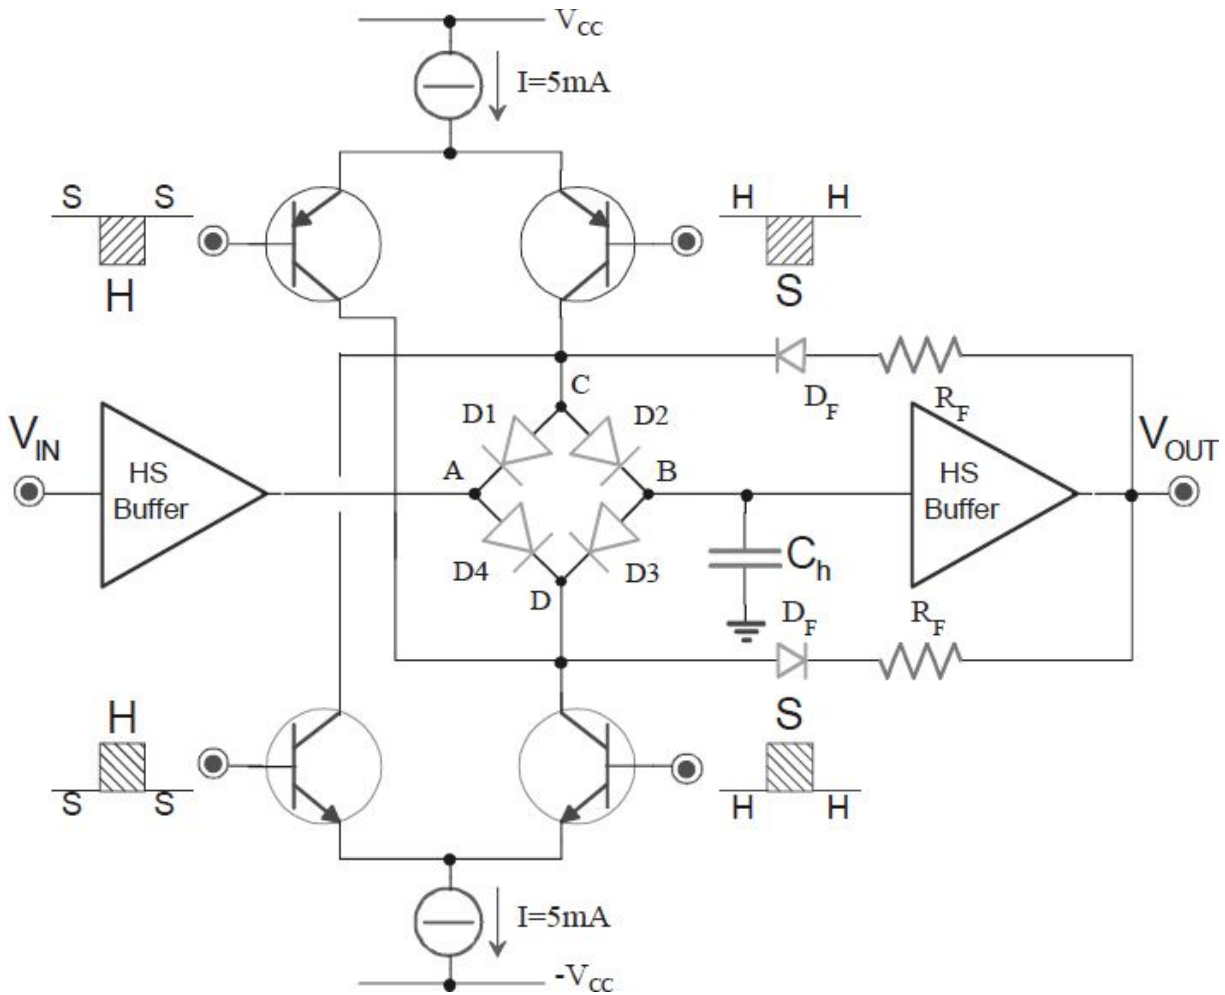 V_CC
I=5mA
S S
H H
H
S
C
D_F
R_F
D1
D2
V_IN
V_OUT
A
B
HS
Buffer
HS
Buffer
C_h
D4
D3
D
D_F
R_F
H
S
S S
H H
I=5mA
-V_CC